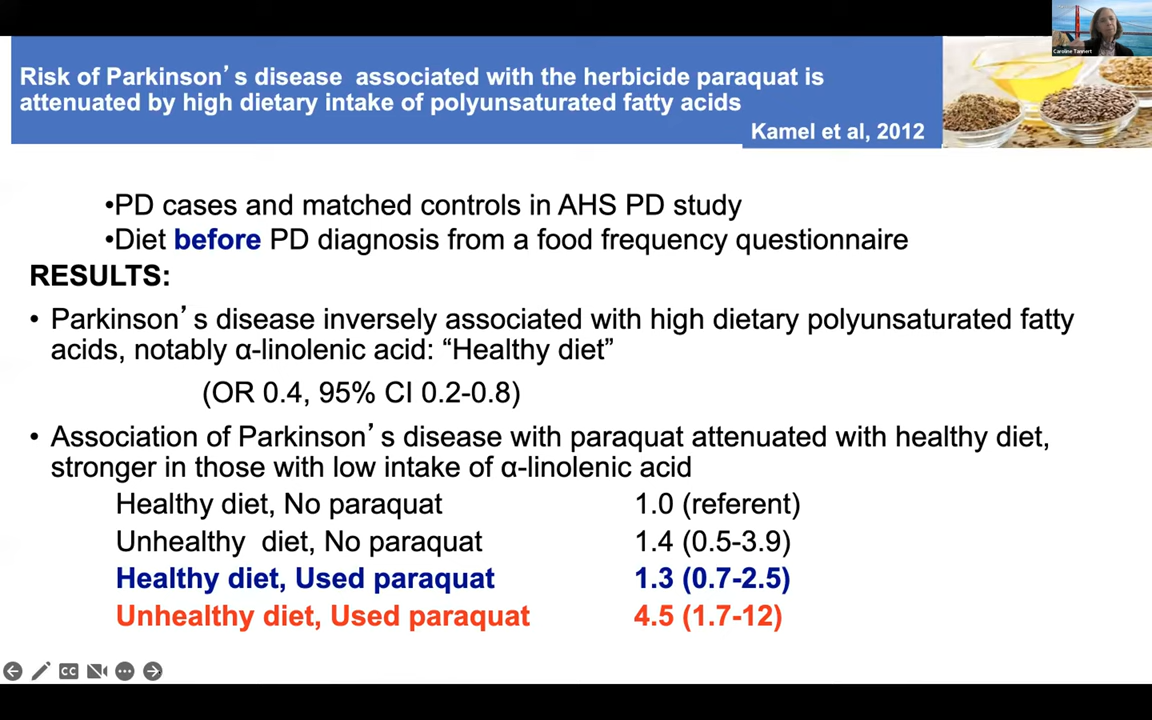 Caroline Tanner
Risk of Parkinson's disease associated with the herbicide paraquat is
attenuated by high dietary intake of polyunsaturated fatty acids
Kamel et al, 2012
•PD cases and matched controls in AHS PD study
•Diet before PD diagnosis from a food frequency questionnaire
RESULTS:
• Parkinson's disease inversely associated with high dietary polyunsaturated fatty
acids, notably α-linolenic acid: “Healthy diet”
(OR 0.4, 95% CI 0.2-0.8)
• Association of Parkinson's disease with paraquat attenuated with healthy diet,
stronger in those with low intake of α-linolenic acid
Healthy diet, No paraquat 1.0 (referent)
Unhealthy diet, No paraquat 1.4 (0.5-3.9)
Healthy diet, Used paraquat 1.3 (0.7-2.5)
Unhealthy diet, Used paraquat 4.5 (1.7-12)
CC